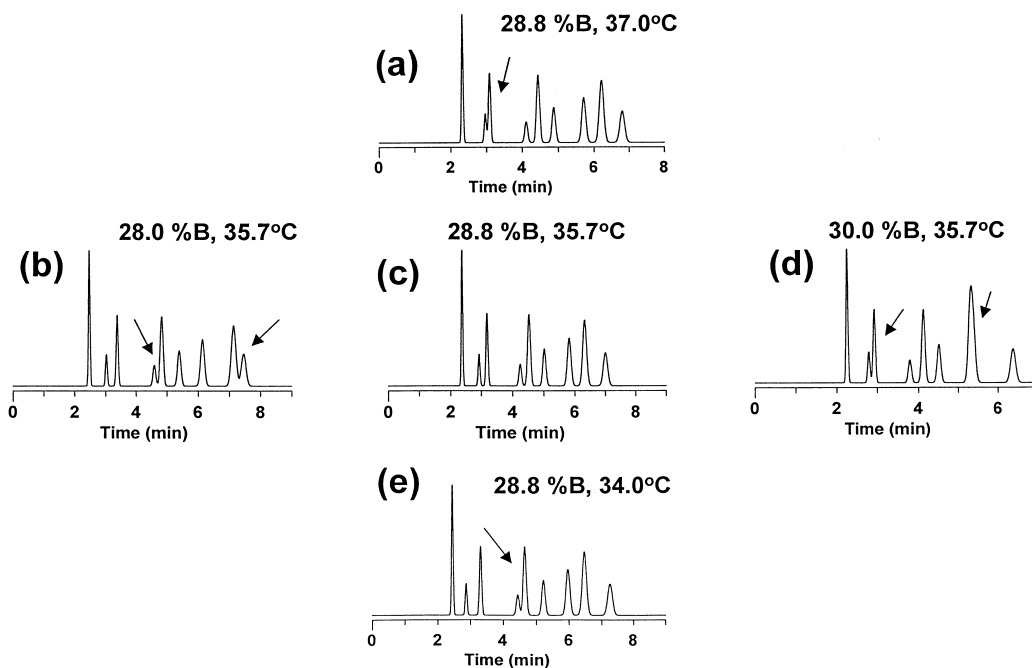 28.8 %B, 37.0°C
(a)
0 2 4 6 8
Time (min)
28.0 %B, 35.7°C
(b)
0 2 4 6 8
Time (min)
28.8 %B, 35.7°C
(c)
0 2 4 6 8
Time (min)
30.0 %B, 35.7°C
(d)
0 2 4 6
Time (min)
28.8 %B, 34.0°C
(e)
0 2 4 6 8
Time (min)